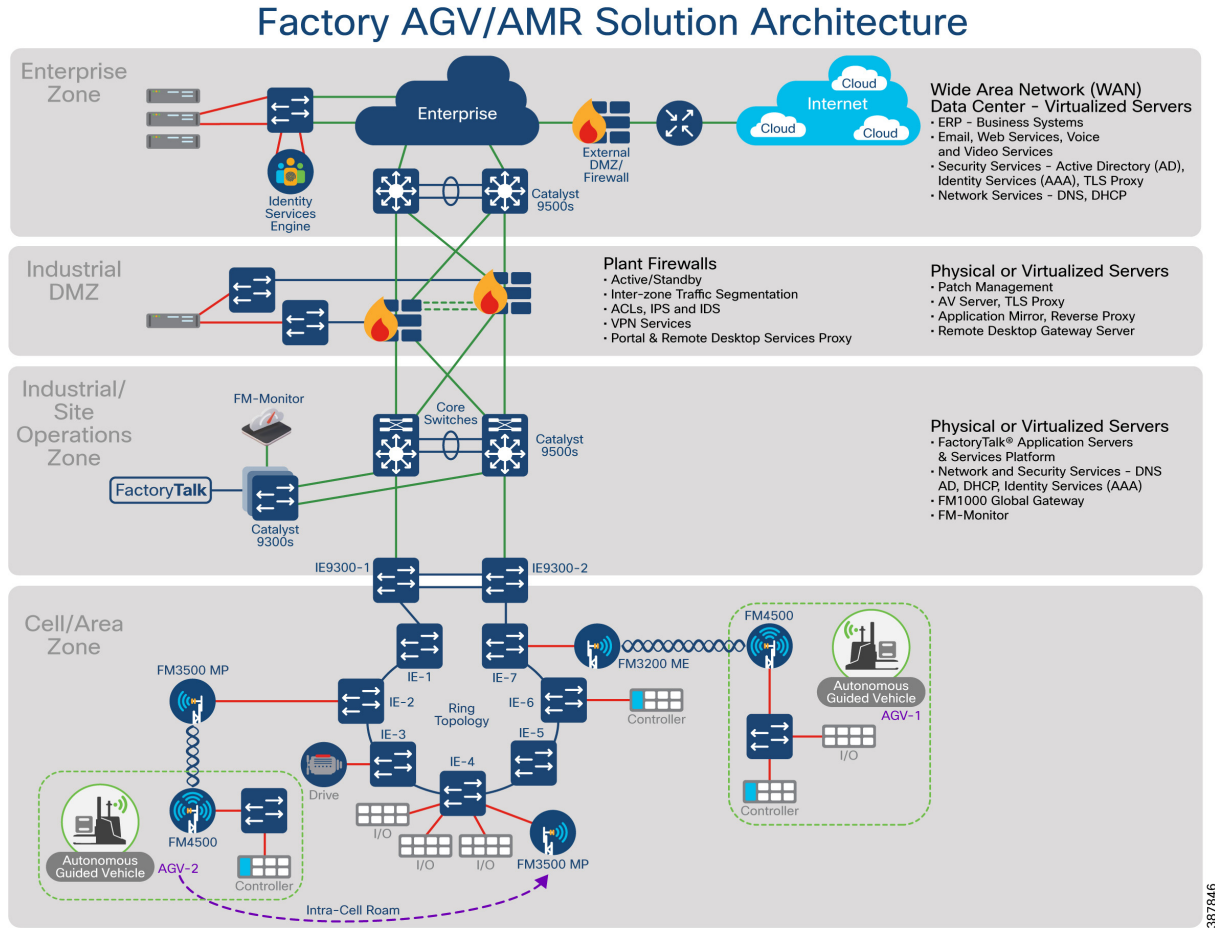 Factory AGV/AMR Solution Architecture
Enterprise
Zone
Enterprise
Internet
Cloud
Cloud
Cloud
External
DMZ/
Firewall
Identity
Services
Engine
Catalyst
9500s
Wide Area Network (WAN)
Data Center - Virtualized Servers
• ERP - Business Systems
• Email, Web Services, Voice
and Video Services
• Security Services - Active Directory (AD),
Identity Services (AAA), TLS Proxy
• Network Services - DNS, DHCP
Industrial
DMZ
Plant Firewalls
• Active/Standby
• Inter-zone Traffic Segmentation
• ACLs, IPS and IDS
• VPN Services
• Portal & Remote Desktop Services Proxy
Physical or Virtualized Servers
• Patch Management
• AV Server, TLS Proxy
• Application Mirror, Reverse Proxy
• Remote Desktop Gateway Server
Industrial/
Site
Operations
Zone
FM-Monitor
FactoryTalk
Catalyst
9300s
Core
Switches
Catalyst
9500s
Physical or Virtualized Servers
• FactoryTalk® Application Servers
& Services Platform
• Network and Security Services - DNS
AD, DHCP, Identity Services (AAA)
• FM1000 Global Gateway
• FM-Monitor
IE9300-1
IE9300-2
Cell/Area
Zone
FM3500 MP
IE-1
IE-2
IE-3
IE-4
IE-5
IE-6
IE-7
Ring
Topology
FM3200 ME
FM4500
Autonomous
Guided Vehicle
AGV-1
I/O
Controller
Controller
Drive
I/O
I/O
I/O
FM3500 MP
FM4500
Autonomous
Guided Vehicle
AGV-2
Controller
Intra-Cell Roam
387846